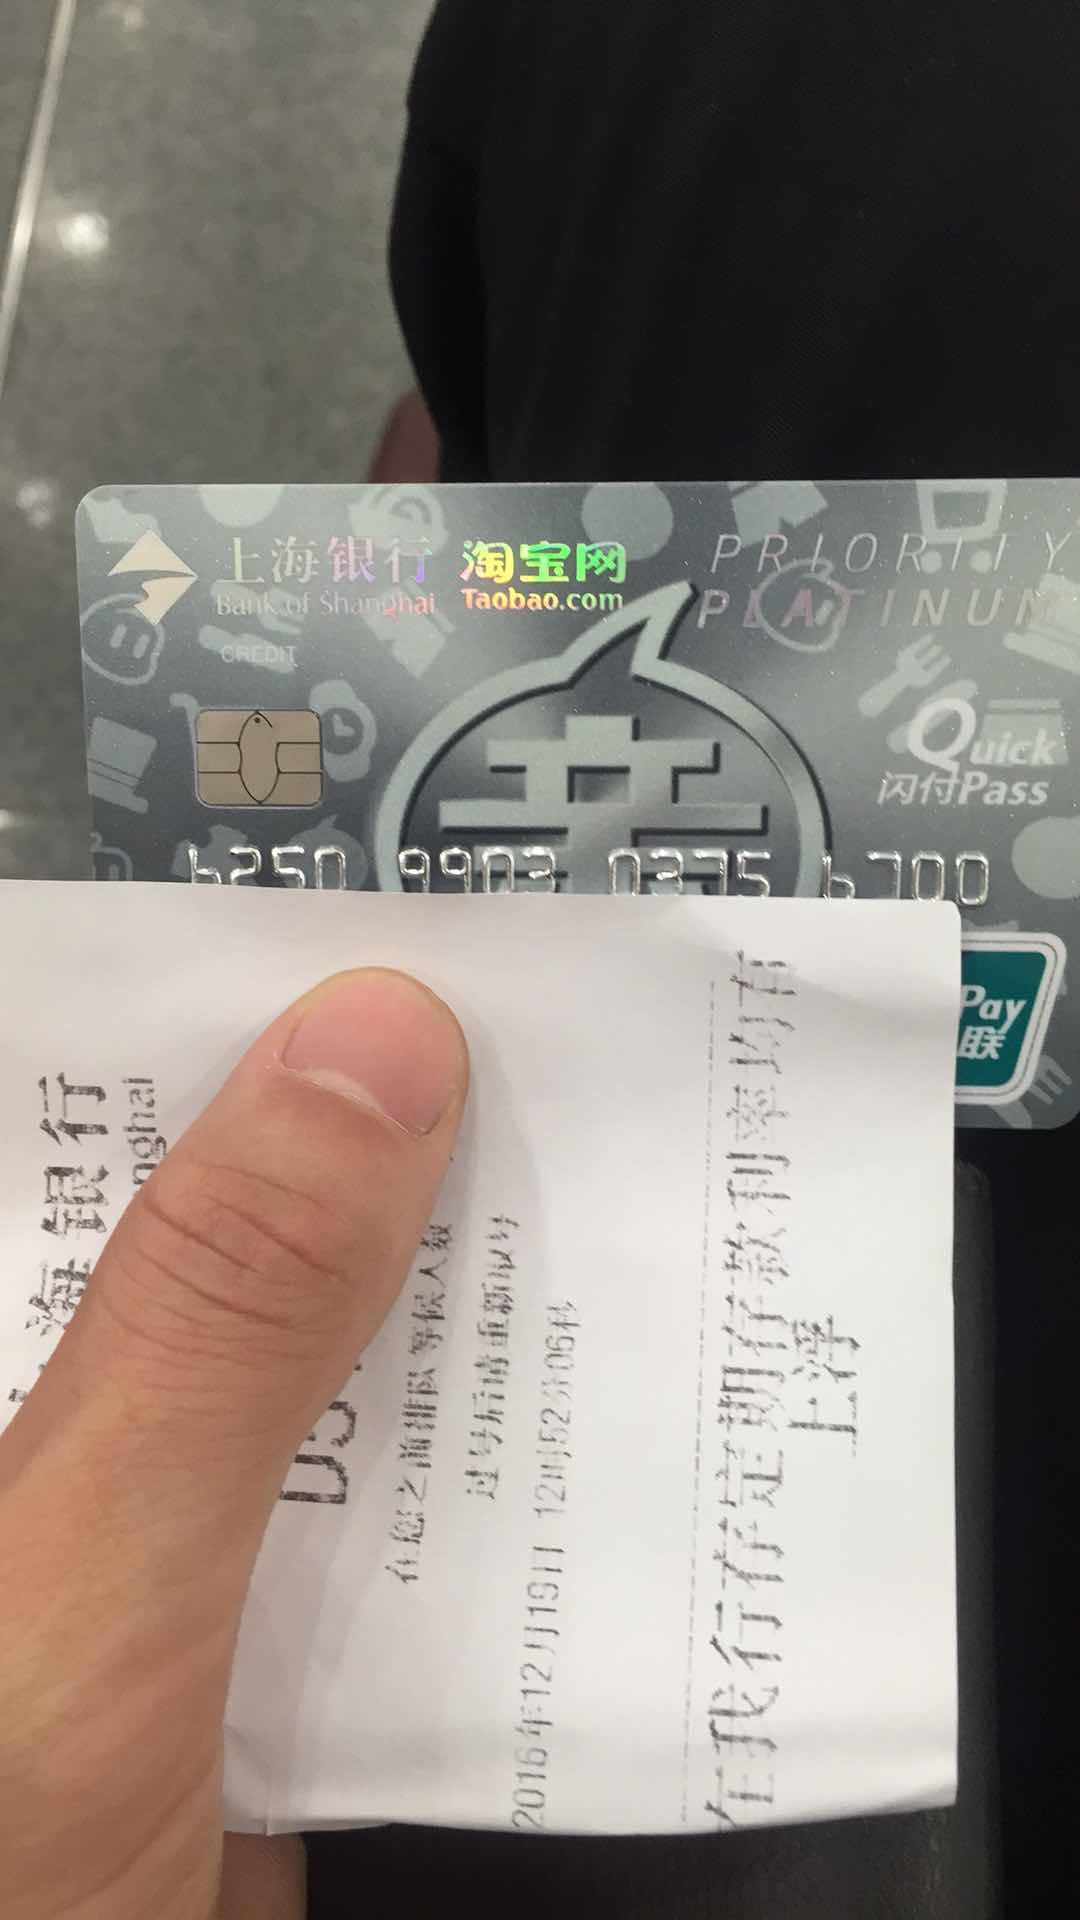 上海银行 淘宝网
Bank of Shanghai Taobao.com
PRIORITY
PLATINUM
CREDIT
Quick
闪付Pass
Pay
联
海银行
nghai
在您之前排队等候人数
过号后请重新取号
2016年12月19日 12时52分06秒
在我行存定期存款利率均有
上浮